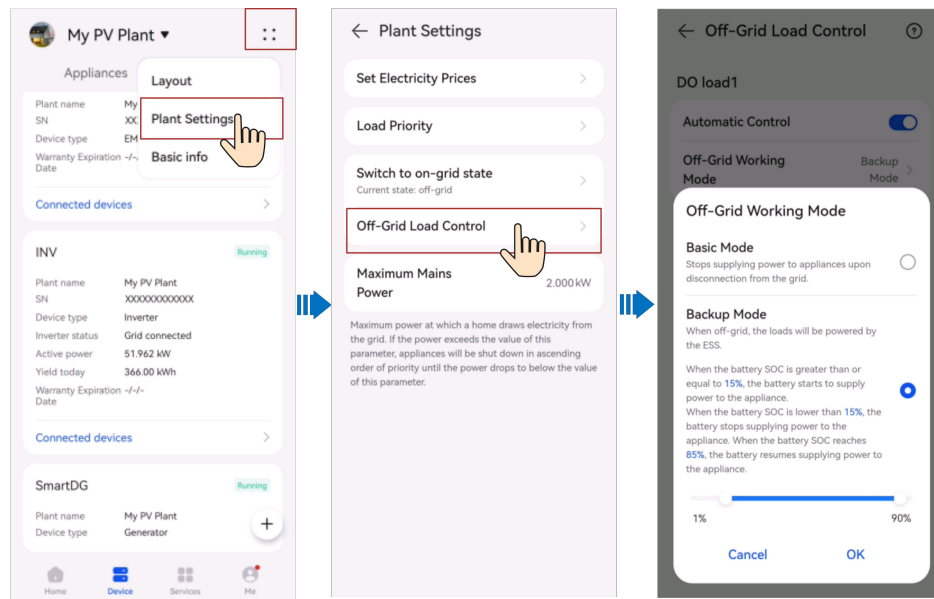 My PV Plant ▼
Appliances
Layout
Plant Settings
Basic info
Plant name My
SN XX
Device type EM
Warranty Expiration -/-
Date
Connected devices
INV Running
Plant name My PV Plant
SN XXXXXXXXXXXX
Device type Inverter
Inverter status Grid connected
Active power 51.962 kW
Yield today 366.00 kWh
Warranty Expiration -/-/-
Date
Connected devices
SmartDG Running
Plant name My PV Plant
Device type Generator
+
Home Device Services Me
Plant Settings
Set Electricity Prices
Load Priority
Switch to on-grid state
Current state: off-grid
Off-Grid Load Control
Maximum Mains
Power
2.000 kW
Maximum power at which a home draws electricity from
the grid. If the power exceeds the value of this
parameter, appliances will be shut down in ascending
order of priority until the power drops to below the value
of this parameter.
Off-Grid Load Control ?
DO load1
Automatic Control
Off-Grid Working
Mode
Backup
Mode
Off-Grid Working Mode
Basic Mode
Stops supplying power to appliances upon
disconnection from the grid.
Backup Mode
When off-grid, the loads will be powered by
the ESS.
When the battery SOC is greater than or
equal to 15%, the battery starts to supply
power to the appliance.
When the battery SOC is lower than 15%, the
battery stops supplying power to the
appliance. When the battery SOC reaches
85%, the battery resumes supplying power to
the appliance.
1% 90%
Cancel OK